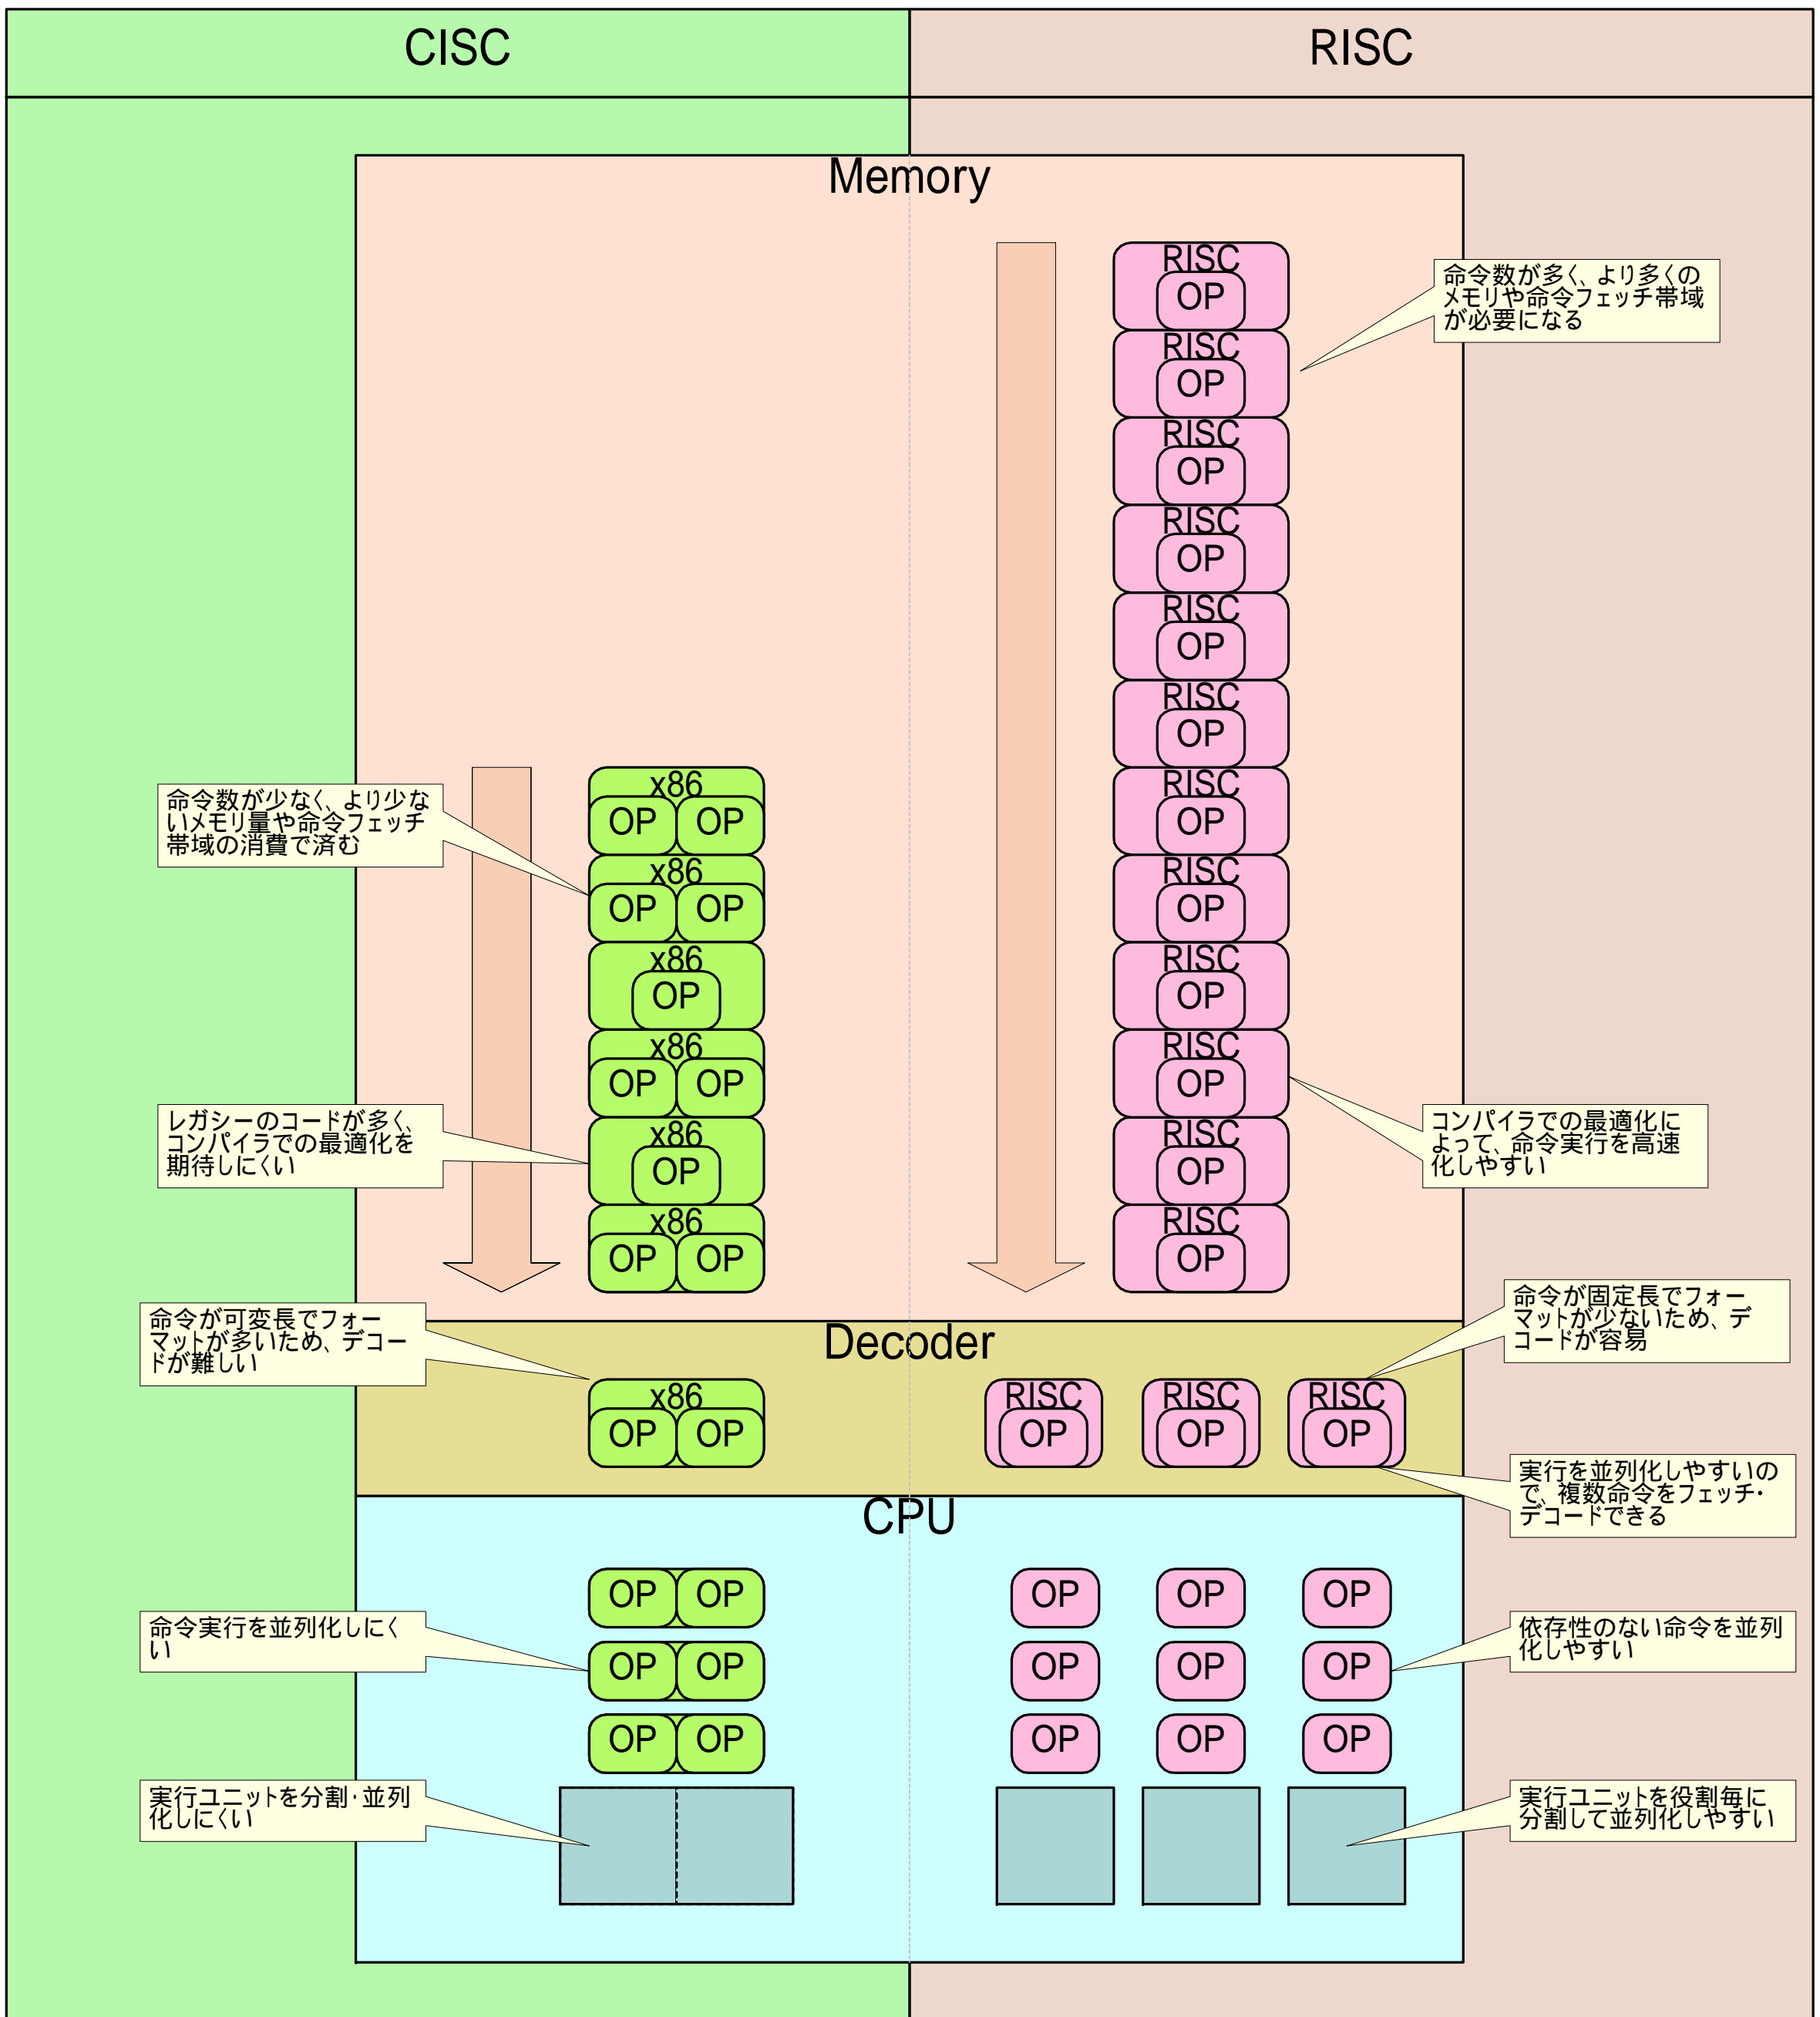 CISC
RISC
Memory
RISC
OP
命令数が多く、より多くの
メモリや命令フェッチ帯域
が必要になる
RISC
OP
RISC
OP
RISC
OP
RISC
OP
RISC
OP
x86
OP OP
RISC
OP
命令数が少なく、より少な
いメモリ量や命令フェッチ
帯域の消費で済む
x86
OP OP
RISC
OP
x86
OP
RISC
OP
x86
OP OP
RISC
OP
レガシーのコードが多く、
コンパイラでの最適化を
期待しにくい
x86
OP
RISC
OP
コンパイラでの最適化に
よって、命令実行を高速
化しやすい
x86
OP OP
RISC
OP
命令が可変長でフォー
マットが多いため、デコー
ドが難しい
Decoder
命令が固定長でフォー
マットが少ないため、デ
コードが容易
x86
OP OP
RISC
OP
RISC
OP
RISC
OP
実行を並列化しやすいの
で、複数命令をフェッチ・
デコードできる
CPU
OP OP OP OP OP
命令実行を並列化しにく
い
OP OP OP OP OP
依存性のない命令を並列
化しやすい
OP OP OP OP OP
実行ユニットを分割・並列
化しにくい
実行ユニットを役割毎に
分割して並列化しやすい